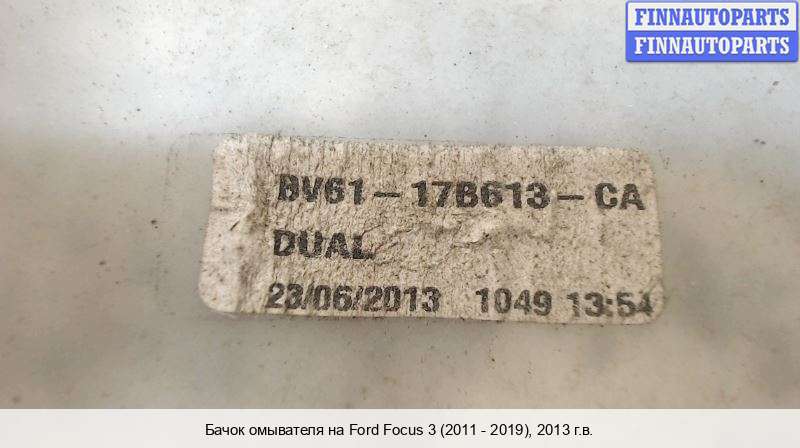 FINNAUTOPARTS
FINNAUTOPARTS
BV61-17B613-CA
DUAL
23/06/2013 1049 13:54
Бачок омывателя на Ford Focus 3 (2011 - 2019), 2013 г.в.